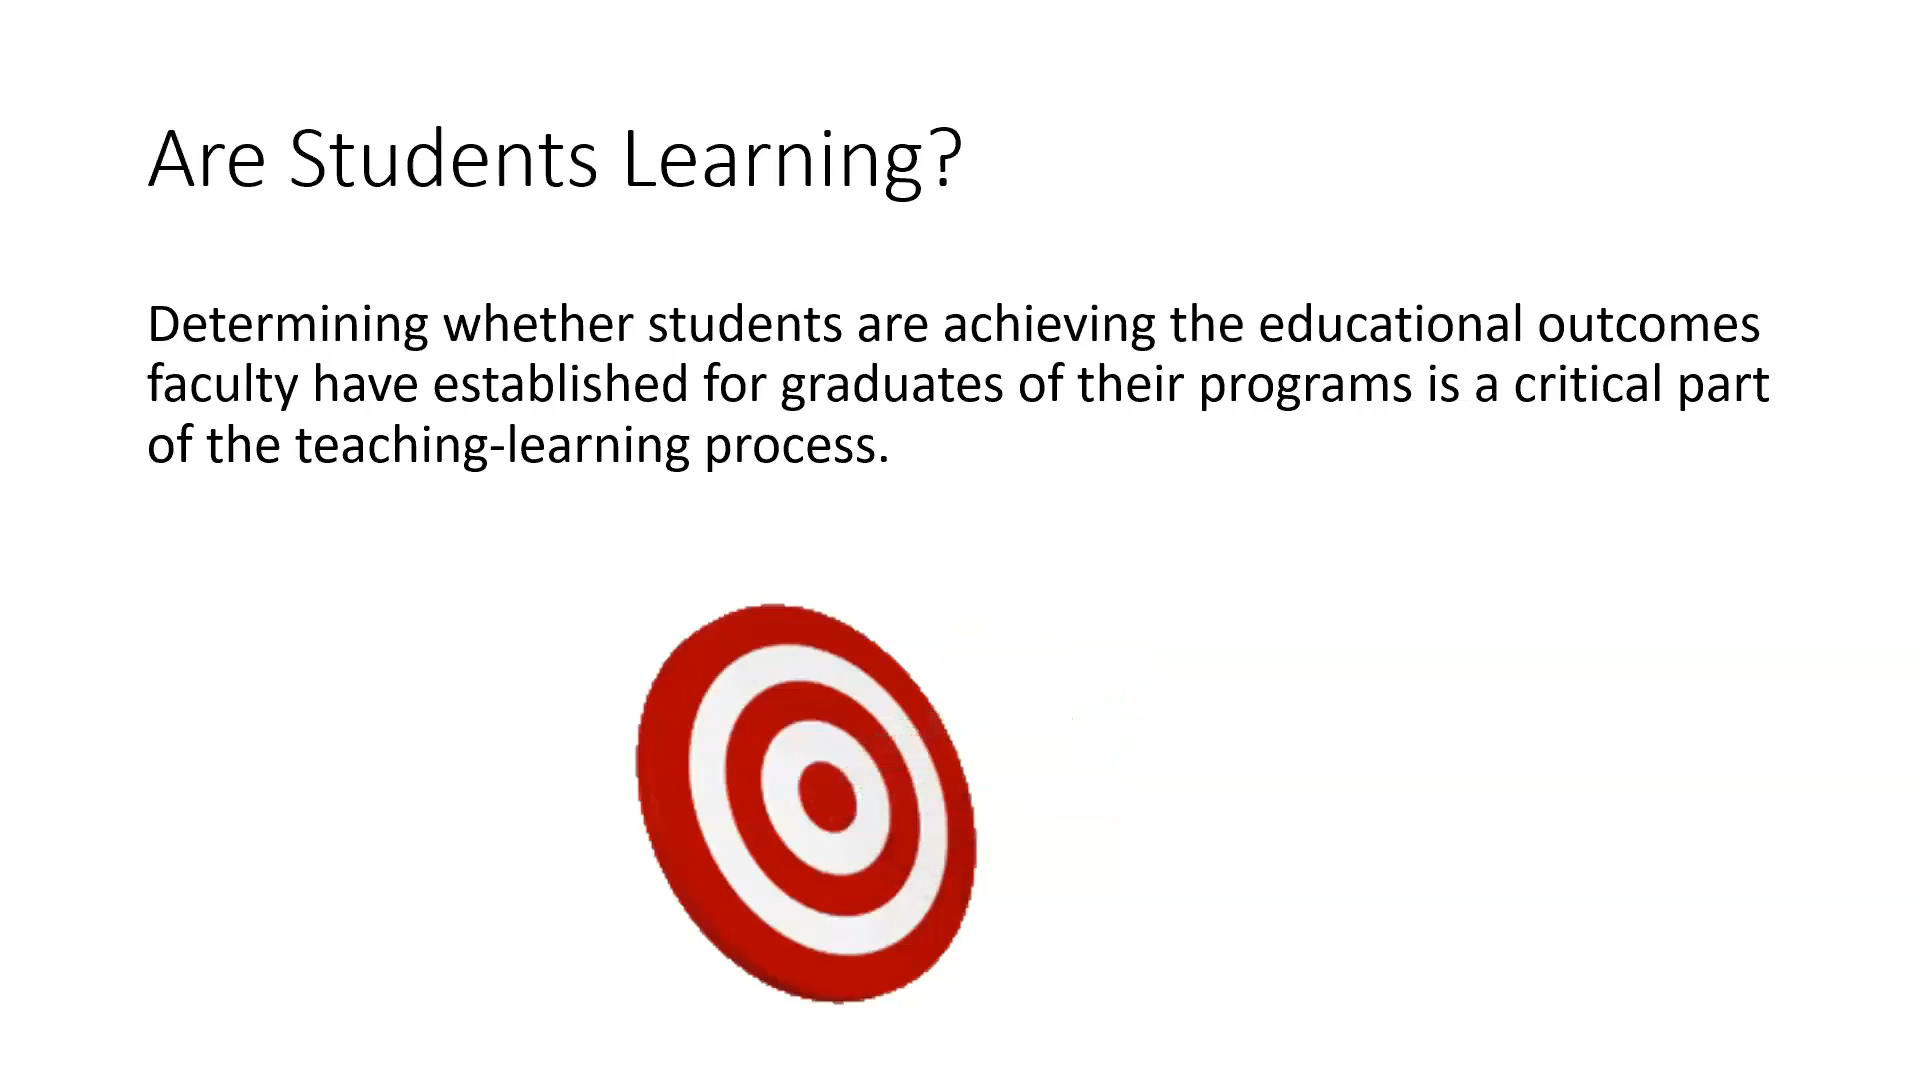 Are Students Learning?
Determining whether students are achieving the educational outcomes
faculty have established for graduates of their programs is a critical part
of the teaching-learning process.